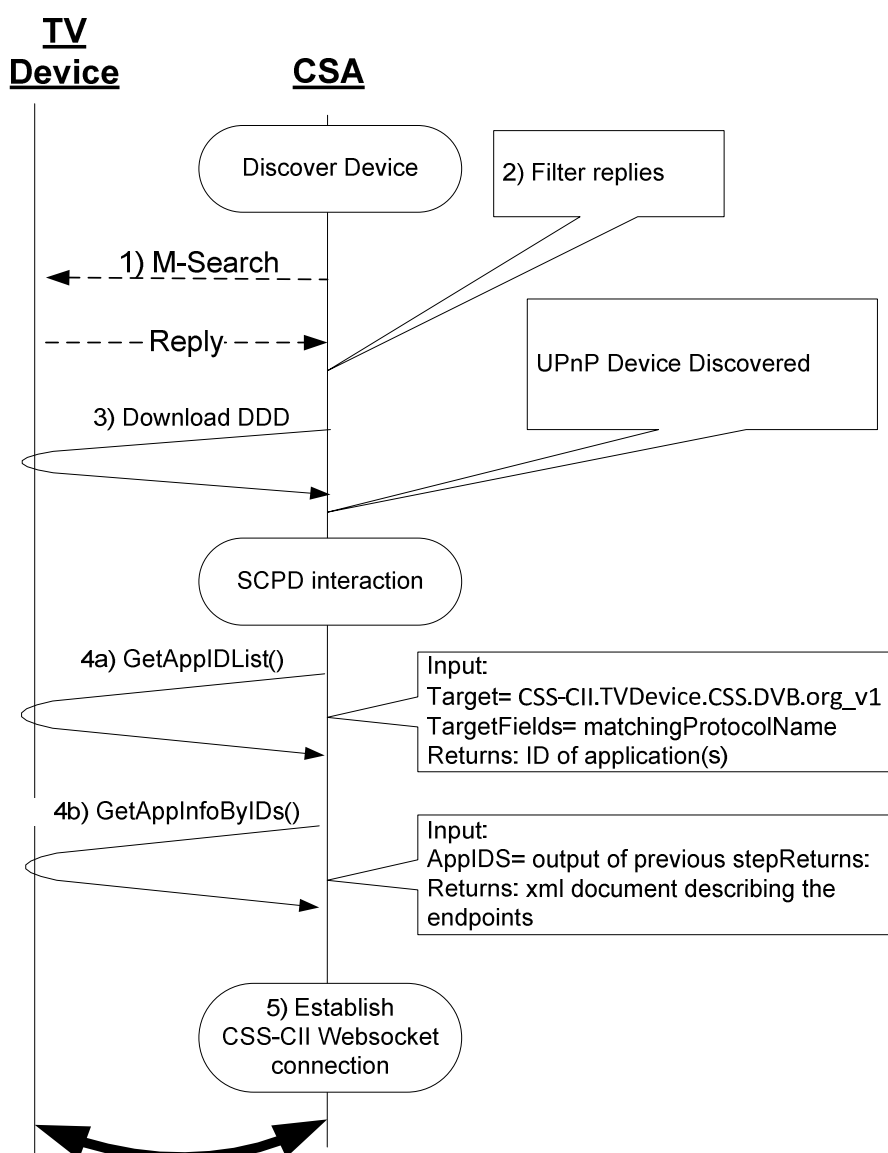 TV
Device
CSA
Discover Device
2) Filter replies
1) M-Search
Reply
UPnP Device Discovered
3) Download DDD
SCPD interaction
4a) GetAppIDList()
Input:
Target= CSS-CII.TVDevice.CSS.DVB.org_v1
TargetFields= matchingProtocolName
Returns: ID of application(s)
4b) GetAppInfoByIDs()
Input:
AppIDS= output of previous stepReturns:
Returns: xml document describing the
endpoints
5) Establish
CSS-CII Websocket
connection